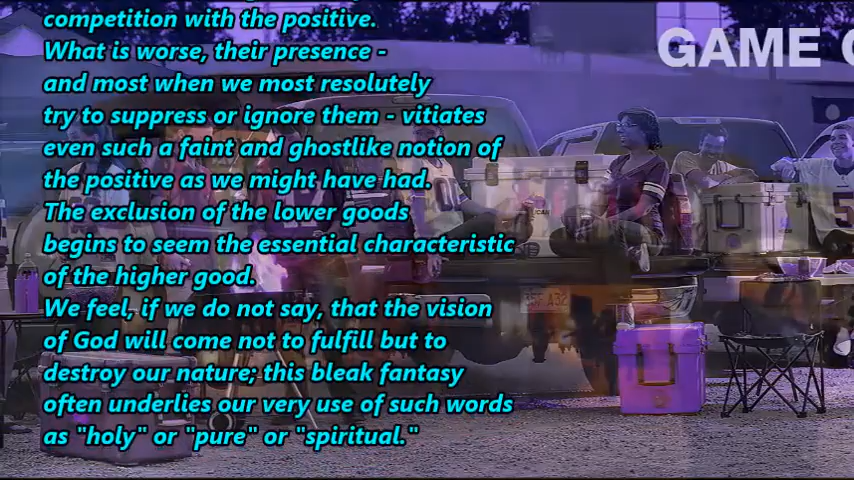 competition with the positive.
What is worse, their presence -
and most when we most resolutely
try to suppress or ignore them - vitiates
even such a faint and ghostlike notion of
the positive as we might have had.
The exclusion of the lower goods
begins to seem the essential characteristic
of the higher good.
We feel, if we do not say, that the vision
of God will come not to fulfill but to
destroy our nature; this bleak fantasy
often underlies our very use of such words
as "holy" or "pure" or "spiritual."
GAME